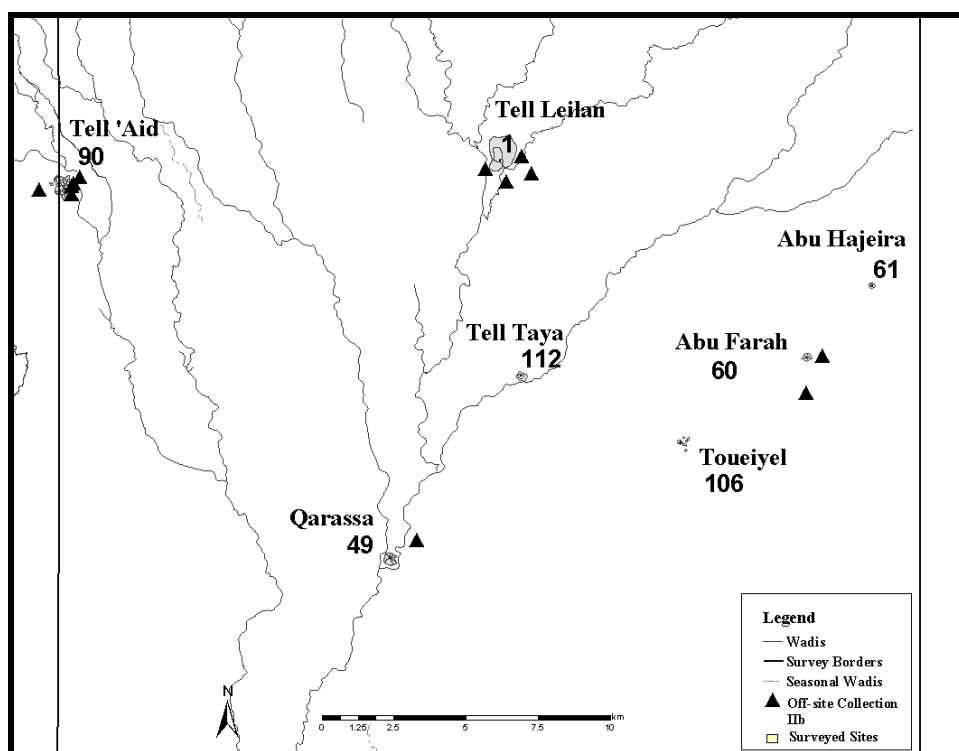 Tell Leilan
1
Tell 'Aid
90
Abu Hajeira
61
Tell Taya
112
Abu Farah
60
Toueiyel
106
Qarassa
49
Legend
Wadis
Survey Borders
Seasonal Wadis
Off-site Collection
IIb
Surveyed Sites
N
km
0 1.25 2.5 5 7.5 10